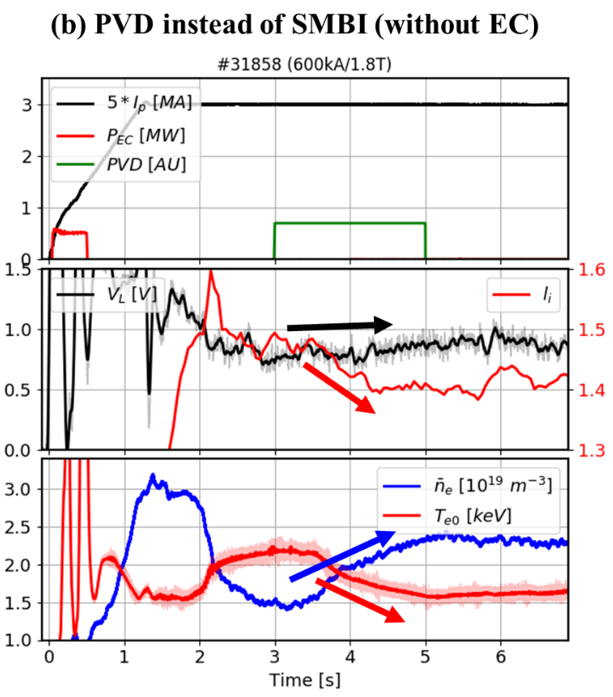 (b) PVD instead of SMBI (without EC)
#31858 (600kA/1.8T)
5 * I_p [MA]
P_EC [MW]
PVD [AU]
3
2
1
0
V_L [V]
l_i
1.5
1.0
0.5
0.0
1.6
1.5
1.4
1.3
n̄_e [10^19 m^-3]
T_e0 [keV]
3.0
2.5
2.0
1.5
1.0
0 1 2 3 4 5 6
Time [s]